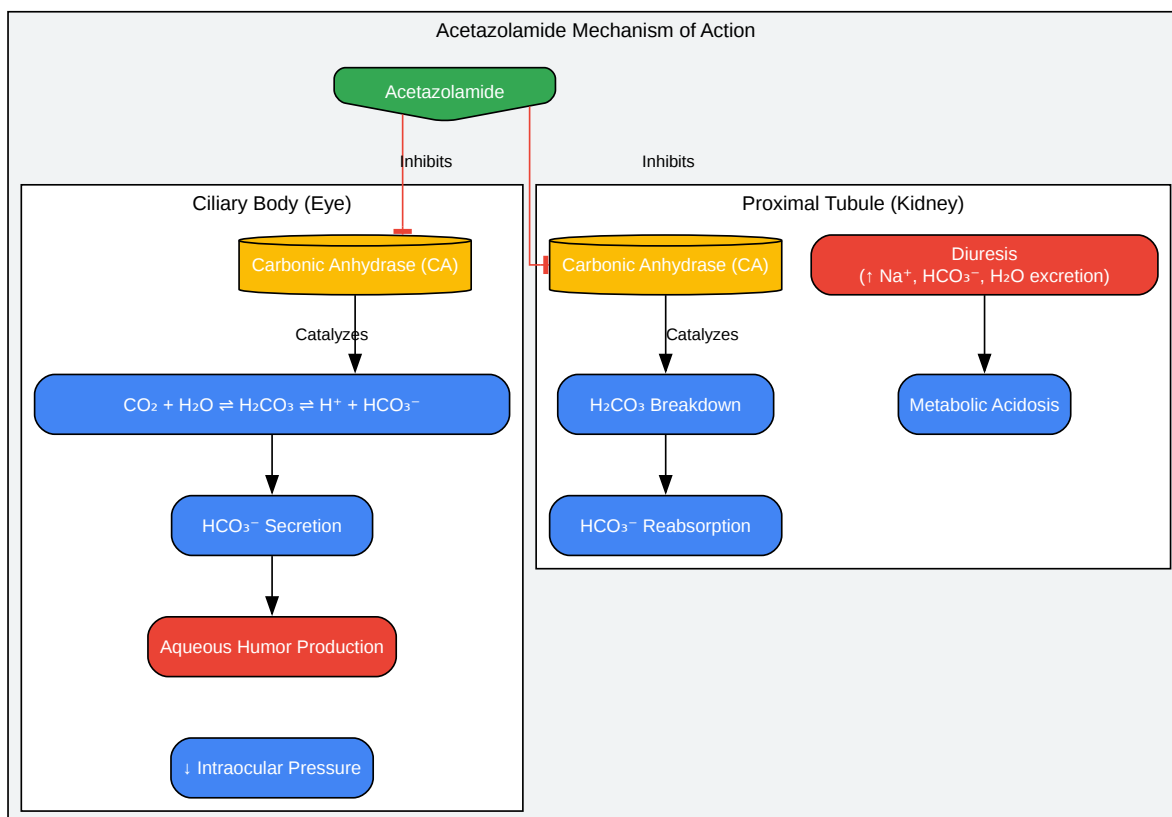 Acetazolamide Mechanism of Action
Acetazolamide
Inhibits
Inhibits
Ciliary Body (Eye)
Carbonic Anhydrase (CA)
Catalyzes
CO₂ + H₂O ⇌ H₂CO₃ ⇌ H⁺ + HCO₃⁻
HCO₃⁻ Secretion
Aqueous Humor Production
↓ Intraocular Pressure
Proximal Tubule (Kidney)
Carbonic Anhydrase (CA)
Catalyzes
H₂CO₃ Breakdown
HCO₃⁻ Reabsorption
Diuresis
(↑ Na⁺, HCO₃⁻, H₂O excretion)
Metabolic Acidosis